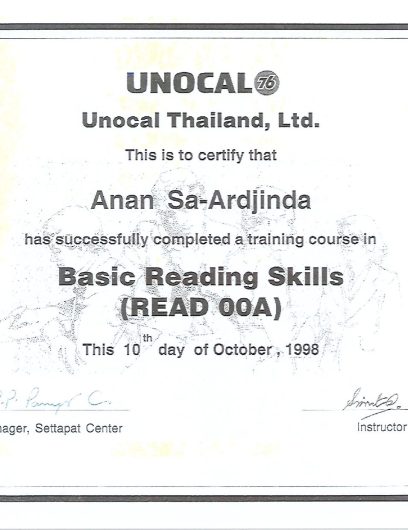 UNOCAL 76
Unocal Thailand, Ltd.
This is to certify that
Anan Sa-Ardjinda
has successfully completed a training course in
Basic Reading Skills
(READ 00A)
This 10th day of October, 1998
nager, Settapat Center
Instructor